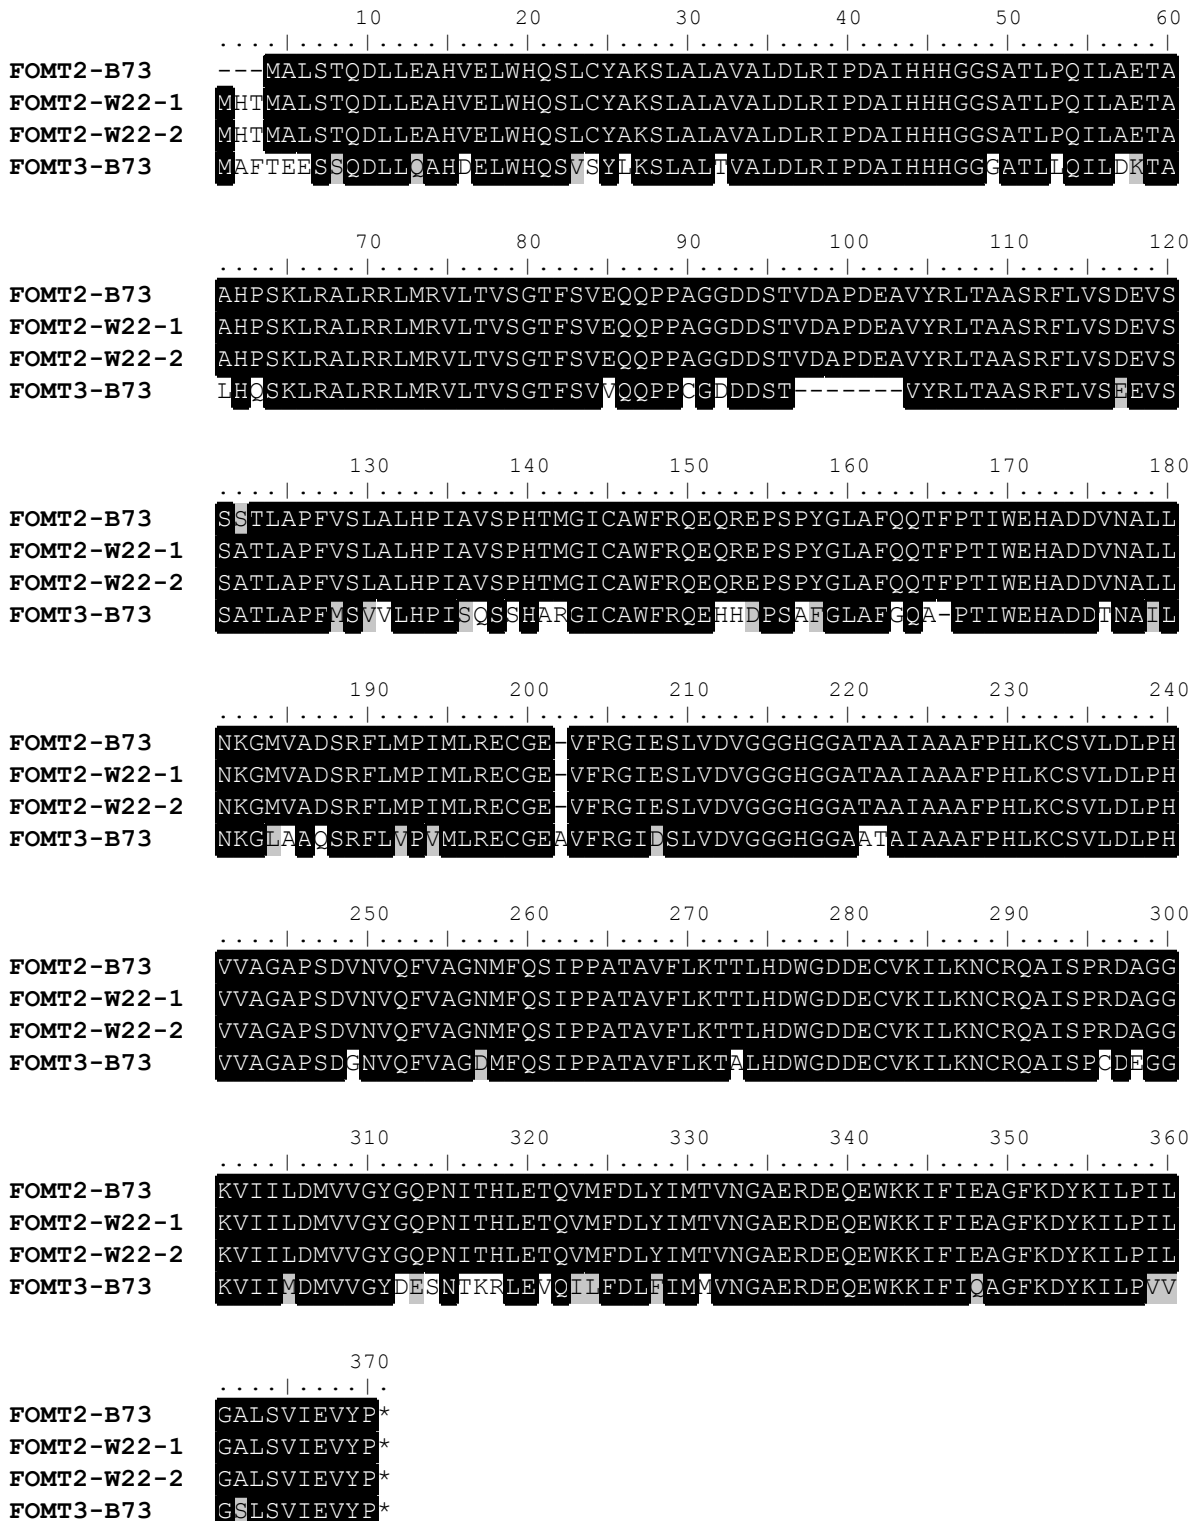 10 20 30 40 50 60
....|....|....|....|....|....|....|....|....|....|....|....|
FOMT2-B73 ---MALSTQDLLEAHVELWHQSLCYAKSLALAVALDLRIPDAIHHHGGSATLPQILAETA
FOMT2-W22-1 MHTMALSTQDLLEAHVELWHQSLCYAKSLALAVALDLRIPDAIHHHGGSATLPQILAETA
FOMT2-W22-2 MHTMALSTQDLLEAHVELWHQSLCYAKSLALAVALDLRIPDAIHHHGGSATLPQILAETA
FOMT3-B73 MAFTEESSQDLLQAHDELWHQSVSYLKSLALTVALDLRIPDAIHHHGGGATLLQILDKTA
70 80 90 100 110 120
....|....|....|....|....|....|....|....|....|....|....|....|
FOMT2-B73 AHPSKLRALRRLMRVLTVSGTFSVEQQPPAGGDDSTVDAPDEAVYRLTAASRFLVSDEVS
FOMT2-W22-1 AHPSKLRALRRLMRVLTVSGTFSVEQQPPAGGDDSTVDAPDEAVYRLTAASRFLVSDEVS
FOMT2-W22-2 AHPSKLRALRRLMRVLTVSGTFSVEQQPPAGGDDSTVDAPDEAVYRLTAASRFLVSDEVS
FOMT3-B73 LHQSKLRALRRLMRVLTVSGTFSVVQQPPCGDDDST-------VYRLTAASRFLVSEEVS
130 140 150 160 170 180
....|....|....|....|....|....|....|....|....|....|....|....|
FOMT2-B73 SSTLAPFVSLALHPIAVSPHTMGICAWFRQEQREPSPYGLAFQQTFPTIWEHADDVNALL
FOMT2-W22-1 SATLAPFVSLALHPIAVSPHTMGICAWFRQEQREPSPYGLAFQQTFPTIWEHADDVNALL
FOMT2-W22-2 SATLAPFVSLALHPIAVSPHTMGICAWFRQEQREPSPYGLAFQQTFPTIWEHADDVNALL
FOMT3-B73 SATLAPFMSVVLHPISQSSHARGICAWFRQEHHDPSAFGLAFGQA-PTIWEHADDTNAIL
190 200 210 220 230 240
....|....|....|....|....|....|....|....|....|....|....|....|
FOMT2-B73 NKGMVADSRFLMPIMLRECGE-VFRGIESLVDVGGGHGGATAAIAAAFPHLKCSVLDLPH
FOMT2-W22-1 NKGMVADSRFLMPIMLRECGE-VFRGIESLVDVGGGHGGATAAIAAAFPHLKCSVLDLPH
FOMT2-W22-2 NKGMVADSRFLMPIMLRECGE-VFRGIESLVDVGGGHGGATAAIAAAFPHLKCSVLDLPH
FOMT3-B73 NKGLAAQSRFLVPVMLRECGEAVFRGIDSLVDVGGGHGGAATAIAAAFPHLKCSVLDLPH
250 260 270 280 290 300
....|....|....|....|....|....|....|....|....|....|....|....|
FOMT2-B73 VVAGAPSDVNVQFVAGNMFQSIPPATAVFLKTTLHDWGDDECVKILKNCRQAISPRDAGG
FOMT2-W22-1 VVAGAPSDVNVQFVAGNMFQSIPPATAVFLKTTLHDWGDDECVKILKNCRQAISPRDAGG
FOMT2-W22-2 VVAGAPSDVNVQFVAGNMFQSIPPATAVFLKTTLHDWGDDECVKILKNCRQAISPRDAGG
FOMT3-B73 VVAGAPSDGNVQFVAGDMFQSIPPATAVFLKTALHDWGDDECVKILKNCRQAISPCDEGG
310 320 330 340 350 360
....|....|....|....|....|....|....|....|....|....|....|....|
FOMT2-B73 KVIILDMVVGYGQPNITHLETQVMFDLYIMTVNGAERDEQEWKKIFIEAGFKDYKILPIL
FOMT2-W22-1 KVIILDMVVGYGQPNITHLETQVMFDLYIMTVNGAERDEQEWKKIFIEAGFKDYKILPIL
FOMT2-W22-2 KVIILDMVVGYGQPNITHLETQVMFDLYIMTVNGAERDEQEWKKIFIEAGFKDYKILPIL
FOMT3-B73 KVIIMDMVVGYDESNTKRLEVQILFDLFIMMVNGAERDEQEWKKIFIQAGFKDYKILPVV
370
....|....|.
FOMT2-B73 GALSVIEVYP*
FOMT2-W22-1 GALSVIEVYP*
FOMT2-W22-2 GALSVIEVYP*
FOMT3-B73 GSLSVIEVYP*